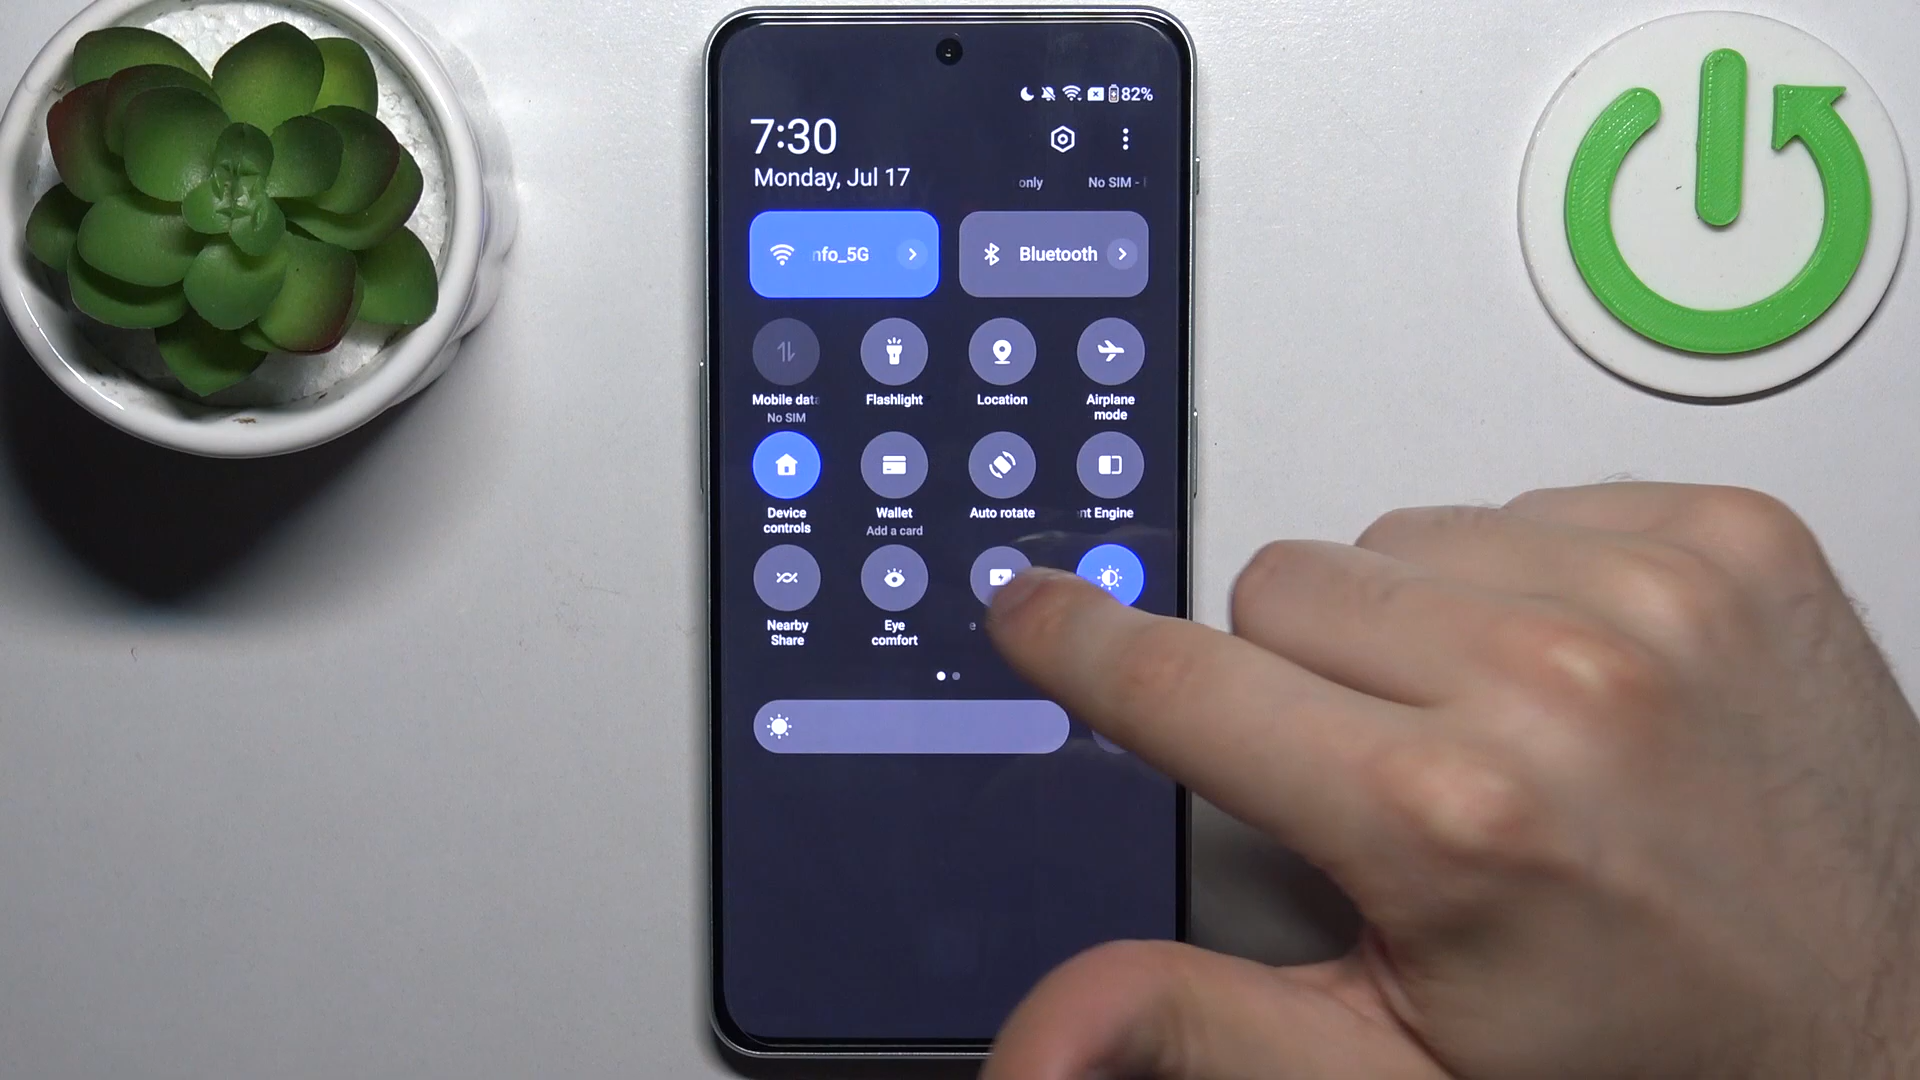 82%
7:30
Monday, Jul 17
only No SIM -
nfo_5G
Bluetooth
Mobile data
No SIM
Flashlight
Location
Airplane
mode
Device
controls
Wallet
Add a card
Auto rotate
nt Engine
Nearby
Share
Eye
comfort
e